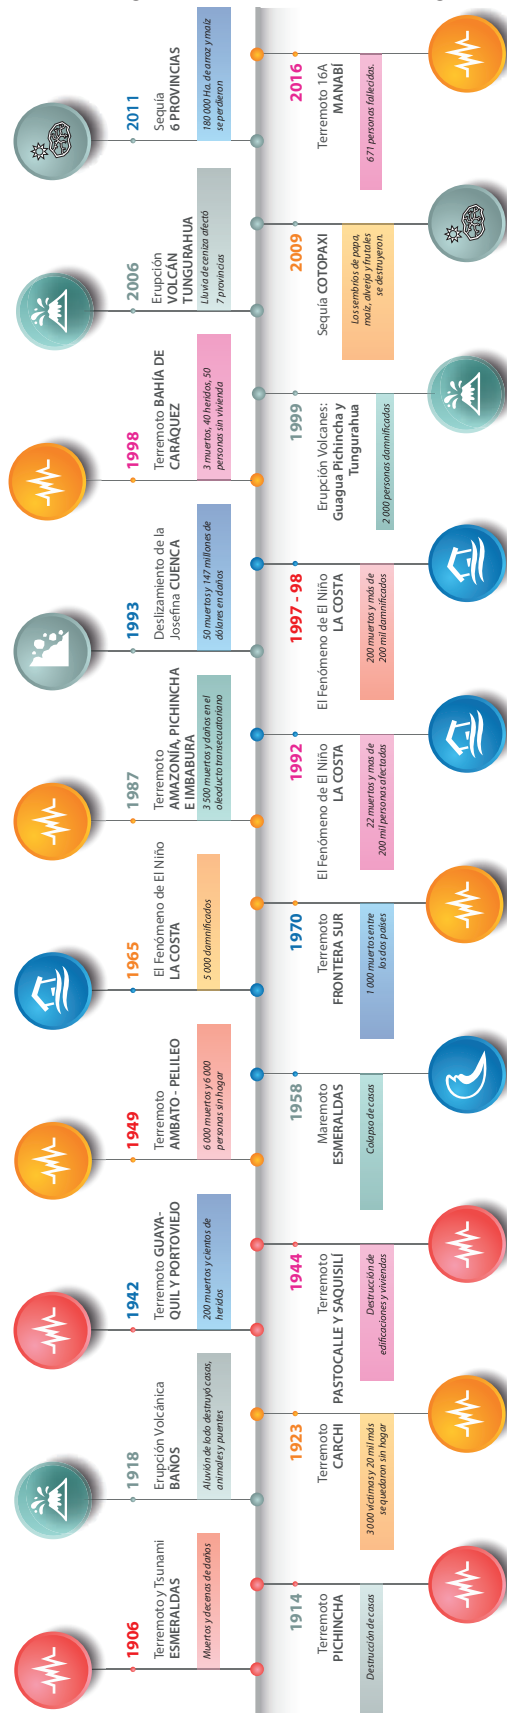 1906
Terremoto y Tsunami
ESMERALDAS
Muertos y decenas de daños
1914
Terremoto
PICHINCHA
Destrucción de casas
1918
Erupción Volcánica
BAÑOS
Aluvión de lodo destruyó casas,
animales y puentes
1923
Terremoto
CARCHI
3 000 víctimas y 20 mil más
se quedaron sin hogar
1942
Terremoto GUAYA-
QUIL Y PORTOVIEJO
200 muertos y cientos de
heridos
1944
Terremoto
PASTOCALLE Y SAQUISILÍ
Destrucción de
edificaciones y viviendas
1949
Terremoto
AMBATO - PELILEO
6 000 muertos y 6 000
personas sin hogar
1958
Maremoto
ESMERALDAS
Colapso de casas
1965
El Fenómeno de El Niño
LA COSTA
5 000 damnificados
1970
Terremoto
FRONTERA SUR
1 000 muertos entre
los dos países
1987
Terremoto
AMAZONÍA, PICHINCHA
E IMBABURA
3 500 muertos y daños en el
oleoducto transecuatoriano
1992
El Fenómeno de El Niño
LA COSTA
22 muertos y mas de
200 mil personas afectadas
1993
Deslizamiento de la
Josefina CUENCA
50 muertos y 147 millones de
dólares en daños
1997 - 98
El Fenómeno de El Niño
LA COSTA
200 muertos y más de
200 mil damnificados
1998
Terremoto BAHÍA DE
CARÁQUEZ
3 muertos, 40 heridos, 50
personas sin vivienda
1999
Erupción Volcanes:
Guagua Pichincha y
Tungurahua
2 000 personas damnificadas
2006
Erupción
VOLCÁN
TUNGURAHUA
Lluvia de ceniza afectó
7 provincias
2009
Sequía COTOPAXI
Los sembríos de papa,
maíz, alverja y frutales
se destruyeron.
2011
Sequía
6 PROVINCIAS
180 000 Ha. de arroz y maíz
se perdieron
2016
Terremoto 16A
MANABÍ
671 personas fallecidas.